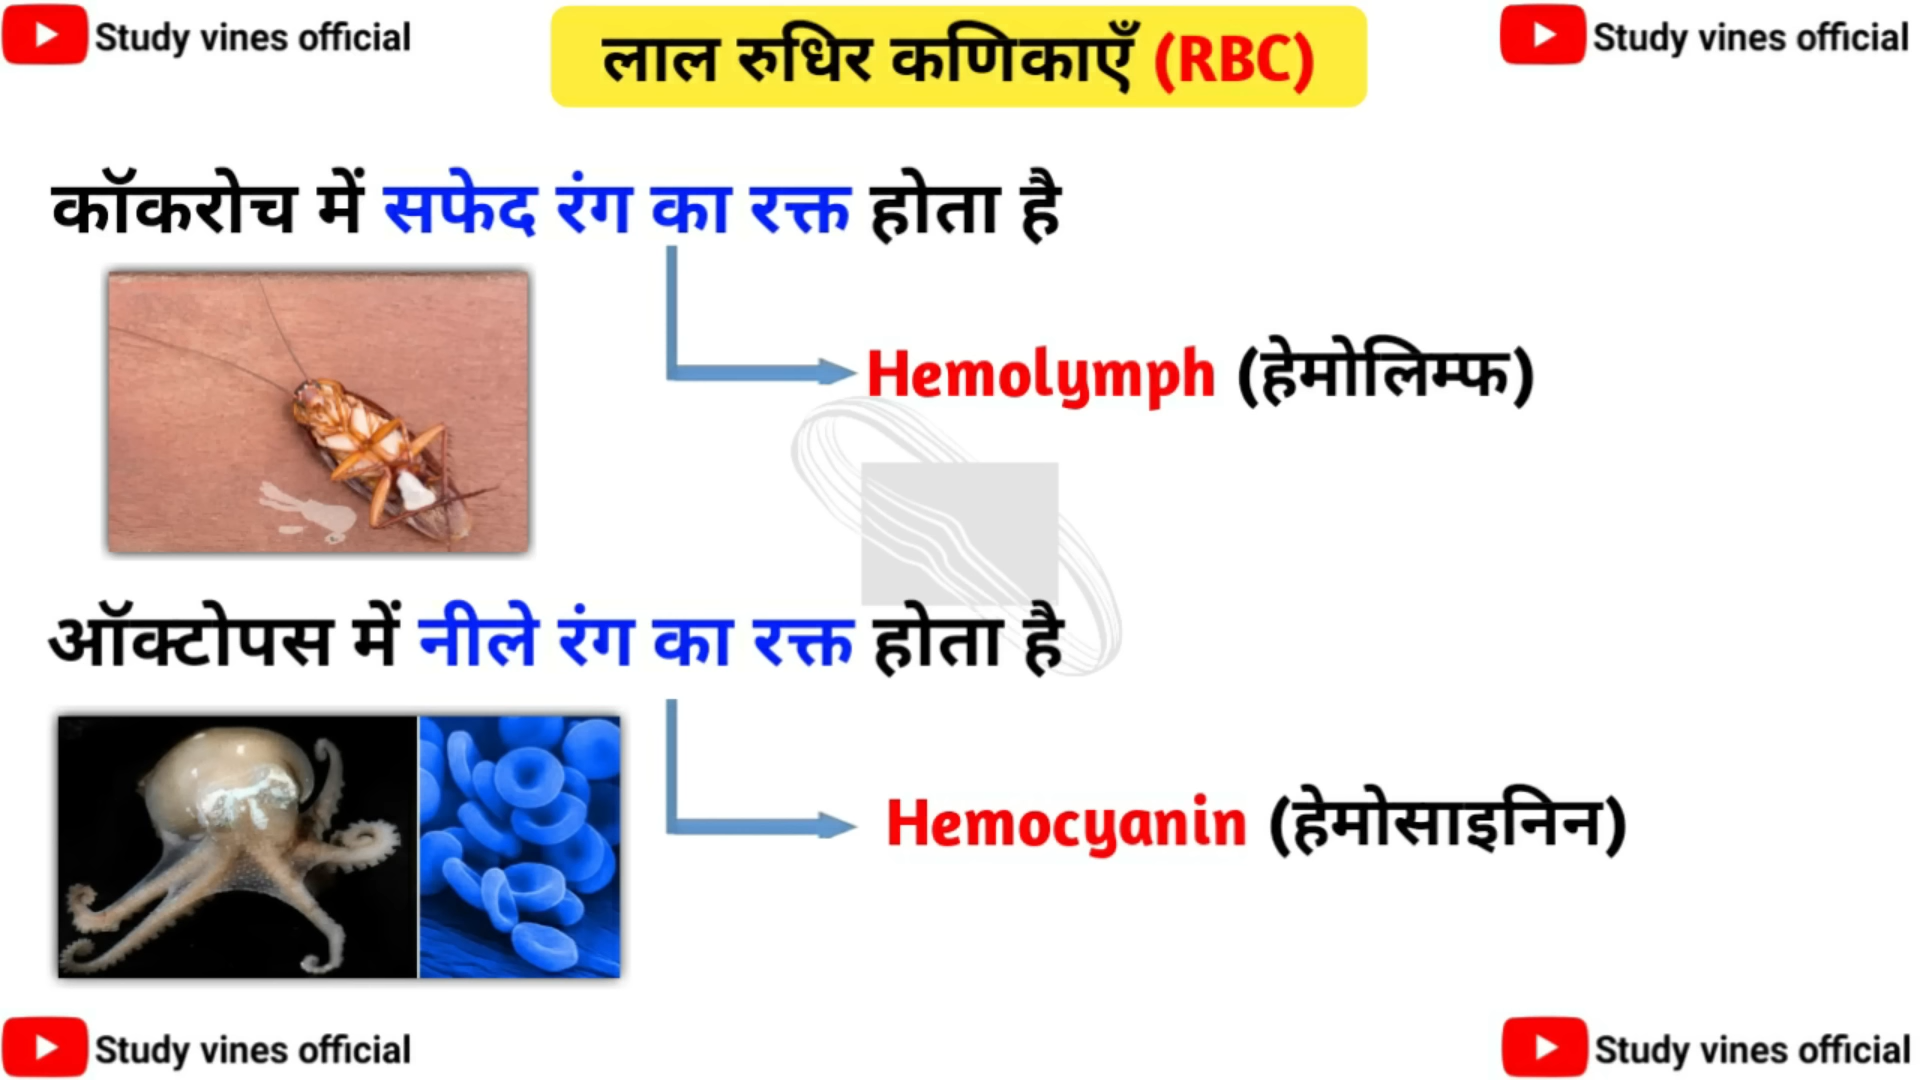 Study vines official
लाल रुधिर कणिकाएँ (RBC)
Study vines official
कॉकरोच में सफेद रंग का रक्त होता है
Hemolymph (हेमोलिम्फ)
ऑक्टोपस में नीले रंग का रक्त होता है
Hemocyanin (हेमोसाइनिन)
Study vines official
Study vines official